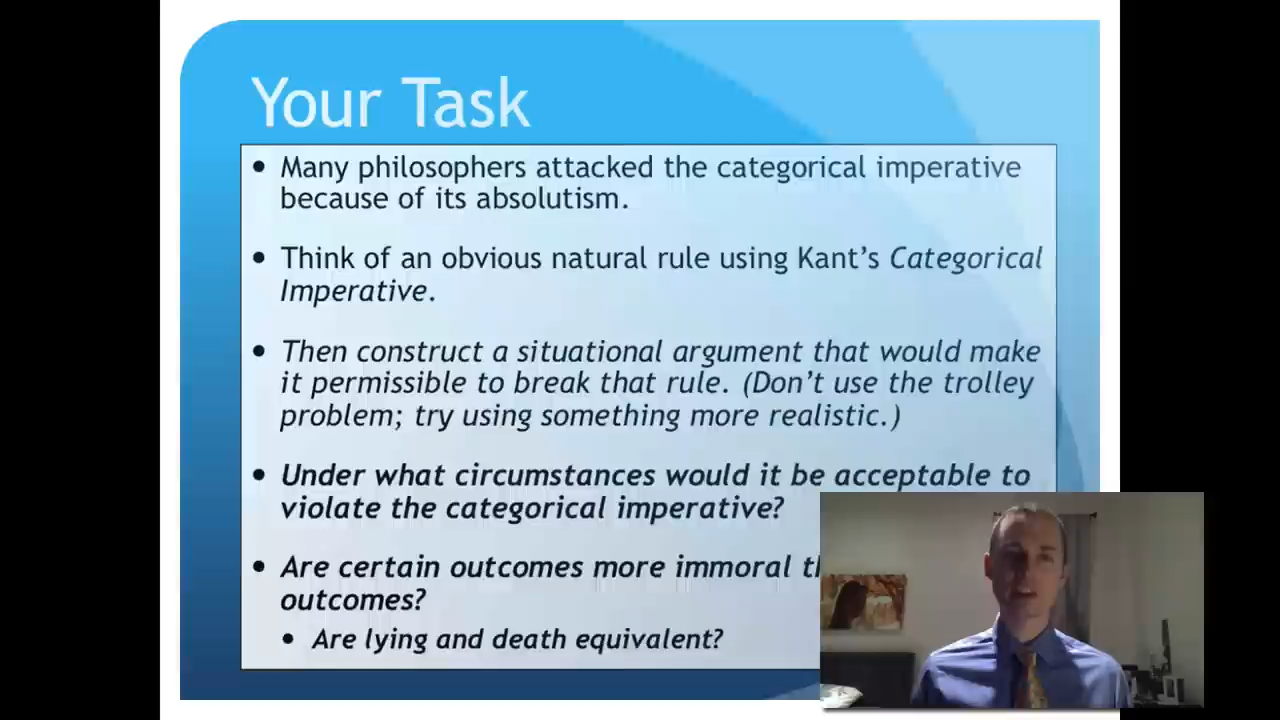 Your Task
• Many philosophers attacked the categorical imperative
because of its absolutism.
• Think of an obvious natural rule using Kant’s Categorical
Imperative.
• Then construct a situational argument that would make
it permissible to break that rule. (Don’t use the trolley
problem; try using something more realistic.)
• Under what circumstances would it be acceptable to
violate the categorical imperative?
• Are certain outcomes more immoral
outcomes?
• Are lying and death equivalent?